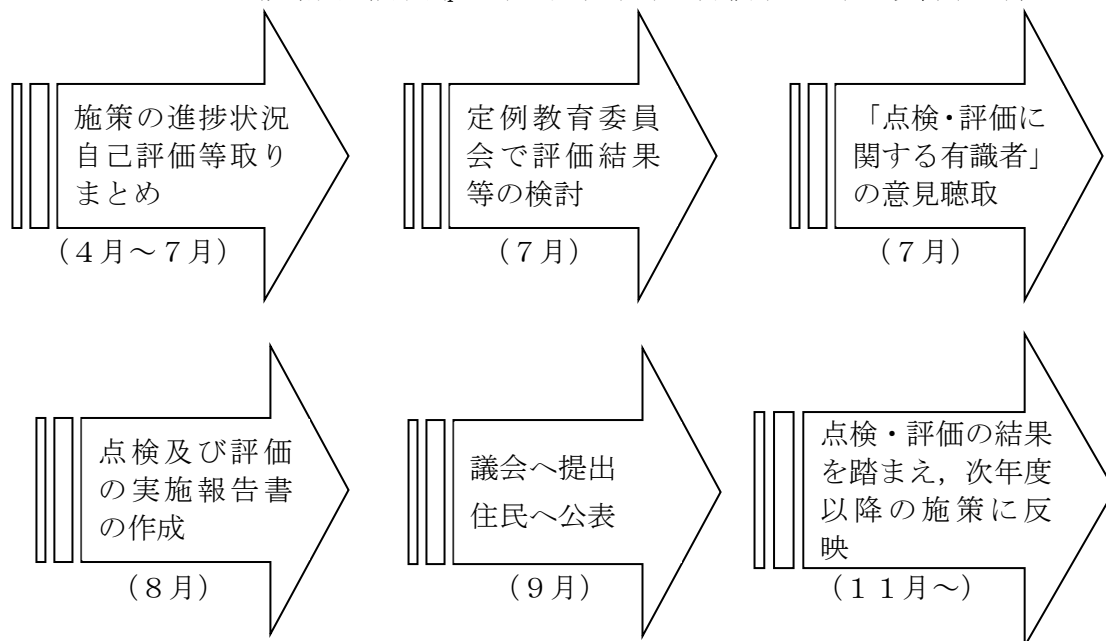 施策の進捗状況
自己評価等取り
まとめ
(4月~7月)
定例教育委員
会で評価結果
等の検討
(7月)
「点検・評価に
関する有識者」
の意見聴取
(7月)
点検及び評価
の実施報告書
の作成
(8月)
議会へ提出
住民へ公表
(9月)
点検・評価の結果
を踏まえ,次年度
以降の施策に反
映
(11月~)